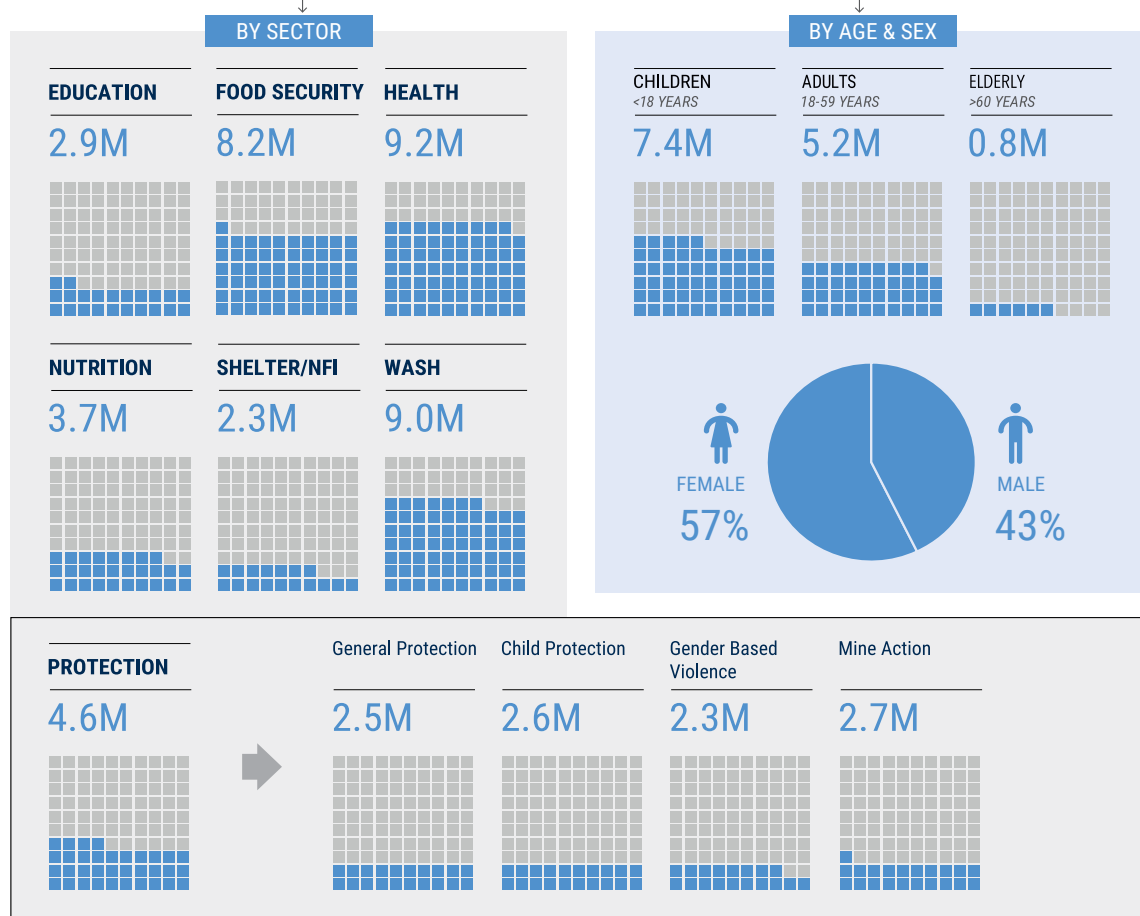 BY SECTOR
EDUCATION
2.9M
FOOD SECURITY
8.2M
HEALTH
9.2M
NUTRITION
3.7M
SHELTER/NFI
2.3M
WASH
9.0M
BY AGE & SEX
CHILDREN
<18 YEARS
7.4M
ADULTS
18-59 YEARS
5.2M
ELDERLY
>60 YEARS
0.8M
FEMALE
57%
MALE
43%
PROTECTION
4.6M
General Protection
2.5M
Child Protection
2.6M
Gender Based
Violence
2.3M
Mine Action
2.7M